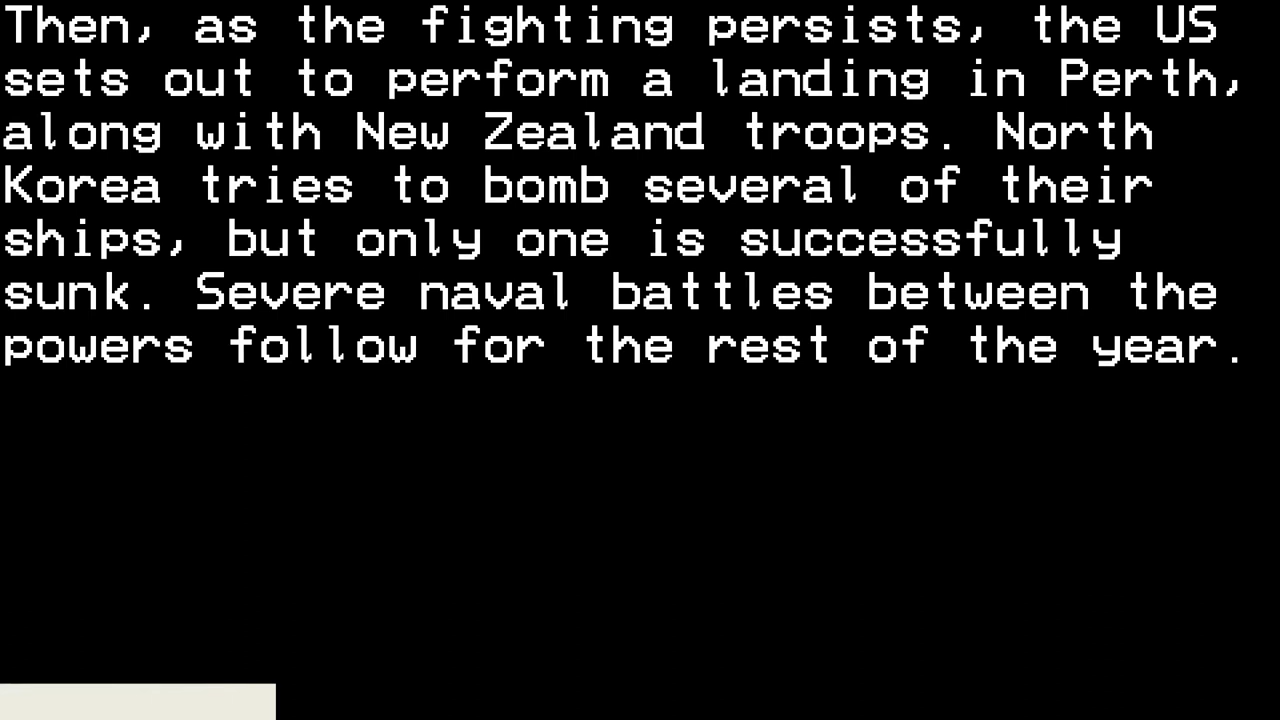 Then, as the fighting persists, the US
sets out to perform a landing in Perth,
along with New Zealand troops. North
Korea tries to bomb several of their
ships, but only one is successfully
sunk. Severe naval battles between the
powers follow for the rest of the year.